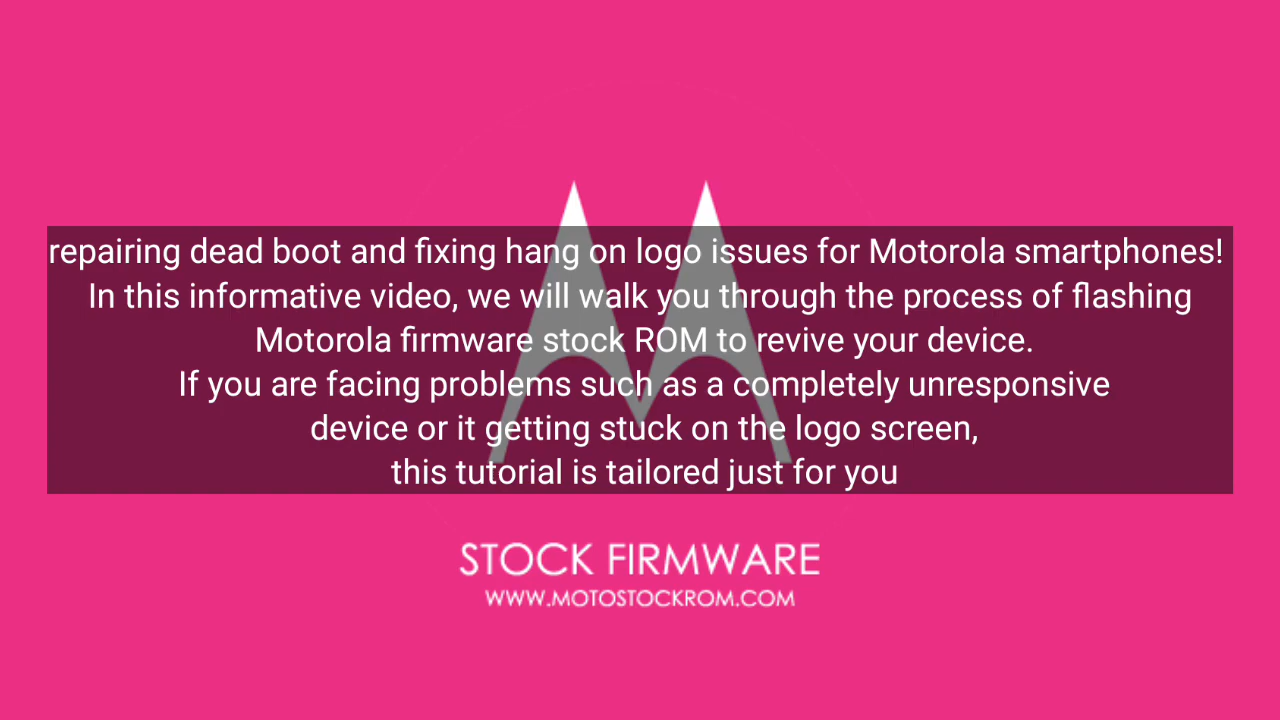 repairing dead boot and fixing hang on logo issues for Motorola smartphones!
In this informative video, we will walk you through the process of flashing
Motorola firmware stock ROM to revive your device.
If you are facing problems such as a completely unresponsive
device or it getting stuck on the logo screen,
this tutorial is tailored just for you
STOCK FIRMWARE
WWW.MOTOSTOCKROM.COM